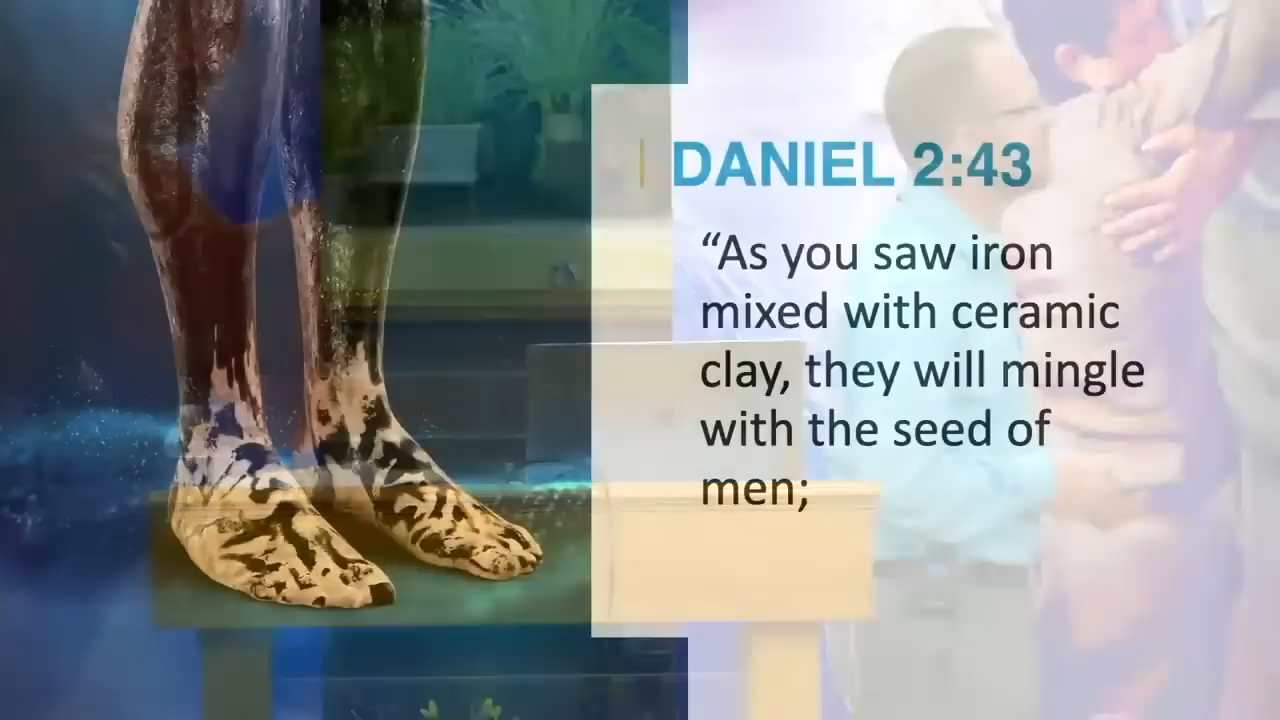 DANIEL 2:43
“As you saw iron
mixed with ceramic
clay, they will mingle
with the seed of
men;